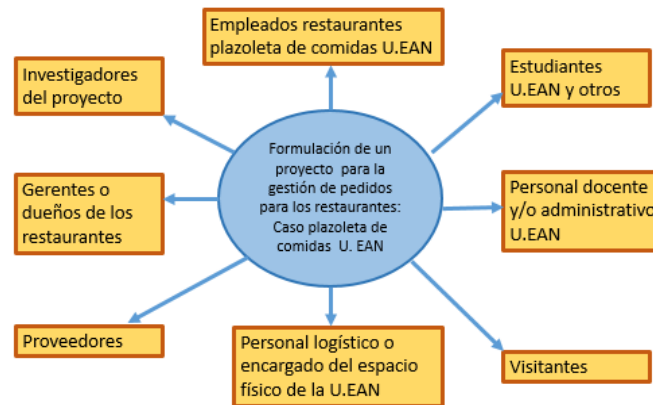 Empleados restaurantes
plazoleta de comidas U.EAN
Investigadores
del proyecto
Estudiantes
U.EAN y otros
Formulación de un
proyecto para la
gestión de pedidos
para los restaurantes:
Caso plazoleta de
comidas U. EAN
Gerentes o
dueños de los
restaurantes
Personal docente
y/o administrativo
U.EAN
Proveedores
Personal logístico o
encargado del espacio
físico de la U.EAN
Visitantes